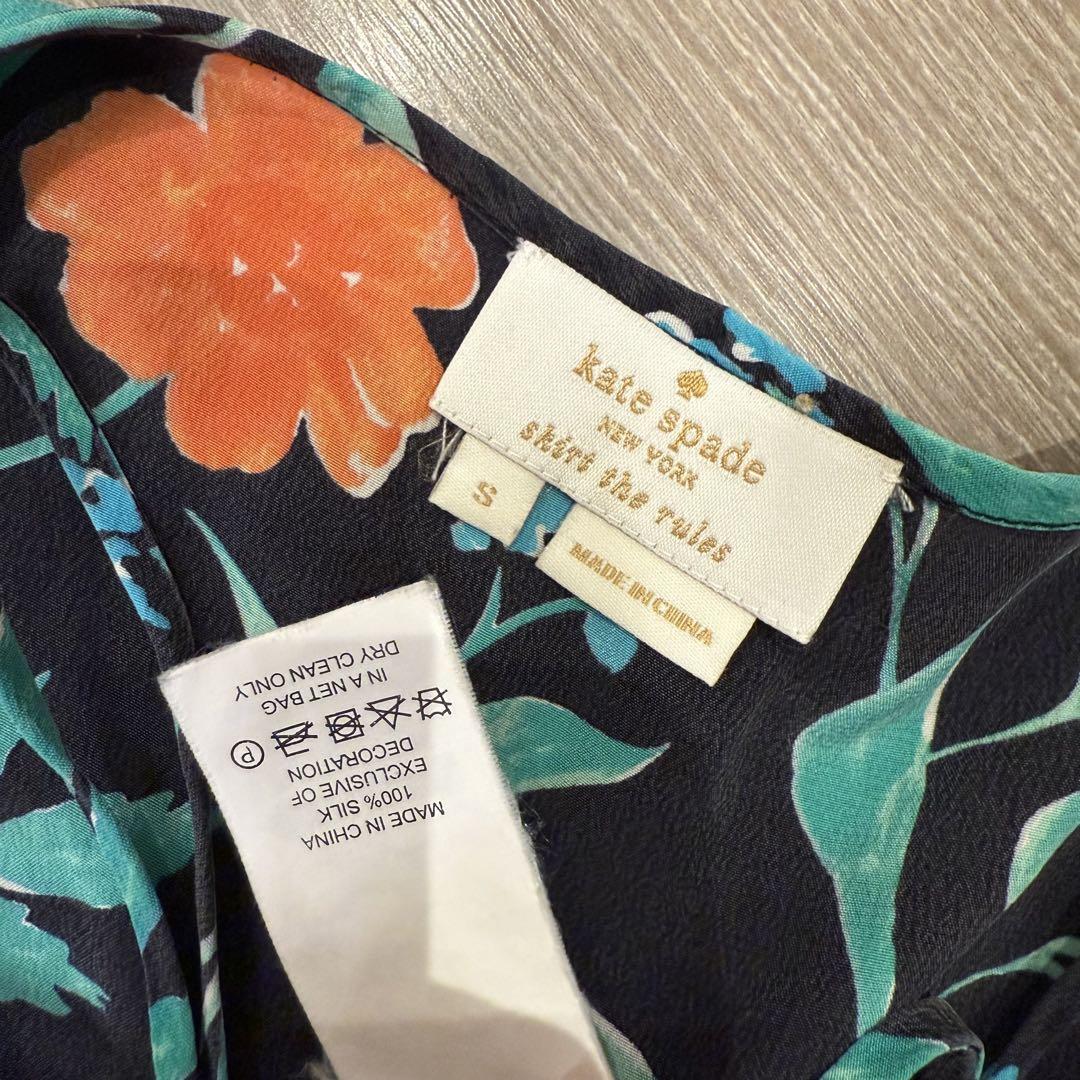 kate spade
NEW YORK
skirt the rules
S
MADE IN CHINA
MADE IN CHINA
100% SILK
EXCLUSIVE OF
DECORATION
P
IN A NET BAG
DRY CLEAN ONLY